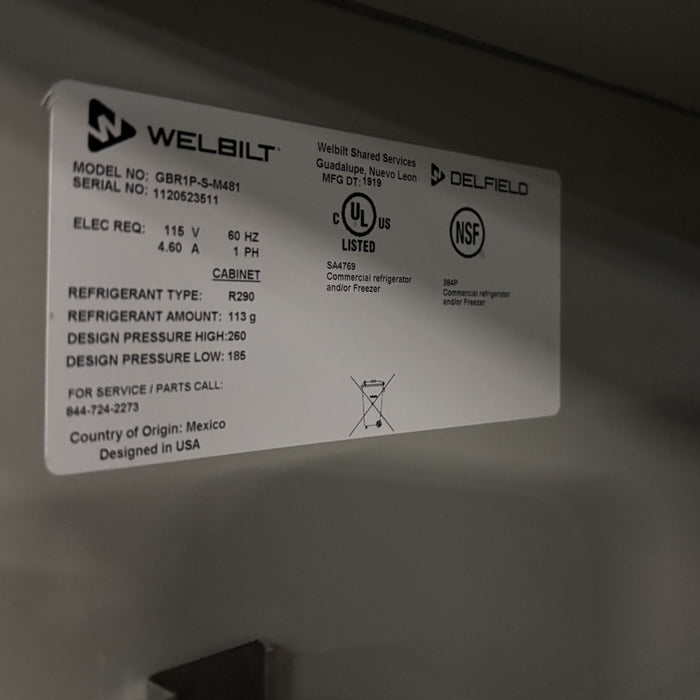 WELBILT
MODEL NO: GBR1P-S-M481
SERIAL NO: 1120523511
ELEC REQ: 115 V 60 HZ
4.60 A 1 PH
CABINET
REFRIGERANT TYPE: R290
REFRIGERANT AMOUNT: 113 g
DESIGN PRESSURE HIGH:260
DESIGN PRESSURE LOW: 185
FOR SERVICE / PARTS CALL:
844-724-2273
Country of Origin: Mexico
Designed in USA
Welbilt Shared Services
Guadalupe, Nuevo Leon
MFG DT: 1919
C UL US
LISTED
SA4769
Commercial refrigerator
and/or Freezer
DELFIELD
NSF
384P
Commercial refrigerator
and/or Freezer